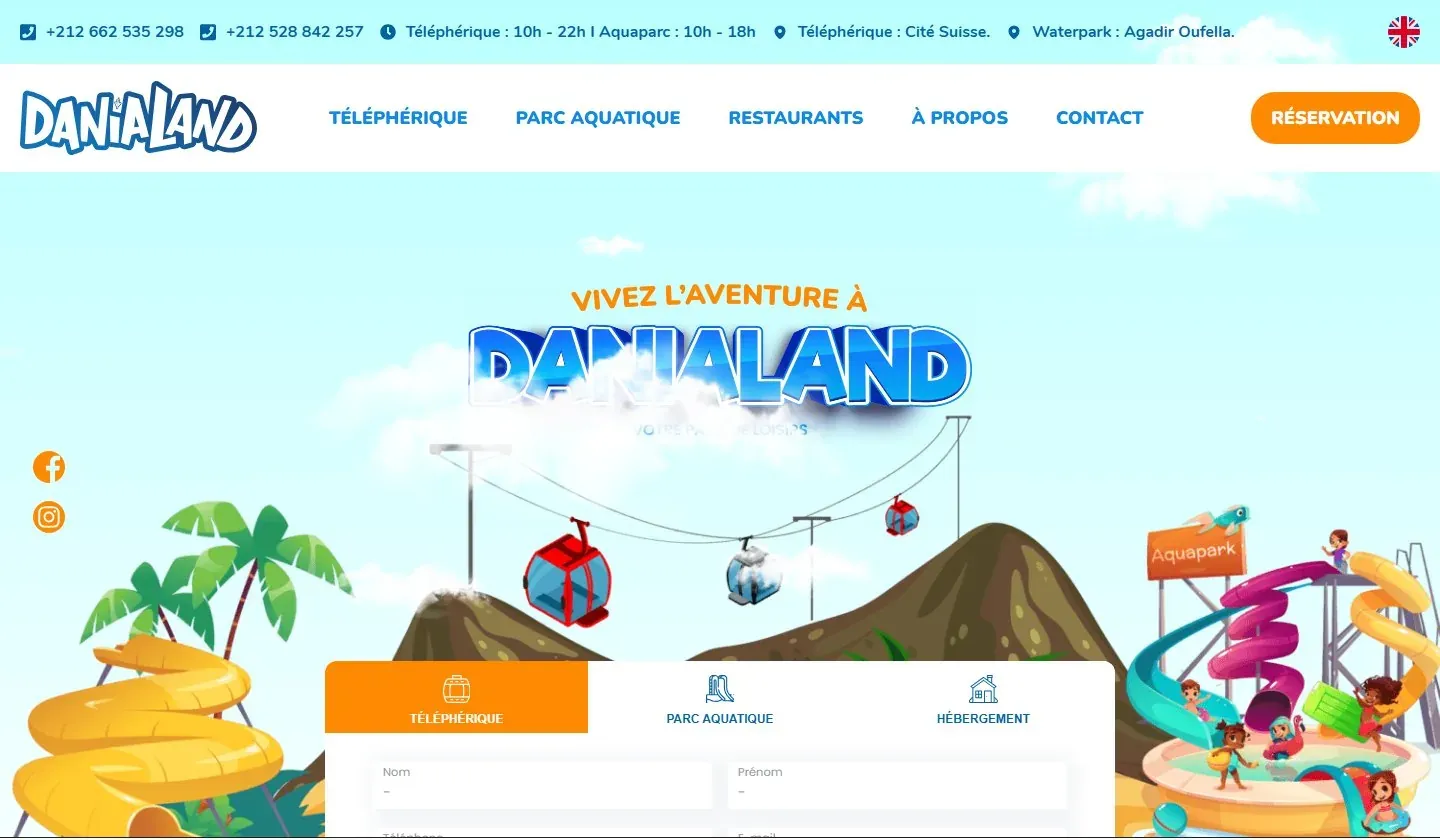 +212 662 535 298 +212 528 842 257 Téléphérique : 10h - 22h I Aquaparc : 10h - 18h Téléphérique : Cité Suisse. Waterpark : Agadir Oufella.
DANIALAND TÉLÉPHÉRIQUE PARC AQUATIQUE RESTAURANTS À PROPOS CONTACT RÉSERVATION
VIVEZ L'AVENTURE À
DANIALAND
VOTRE LOISIRS
Aquapark
TÉLÉPHÉRIQUE PARC AQUATIQUE HÉBERGEMENT
Nom Prénom
- -